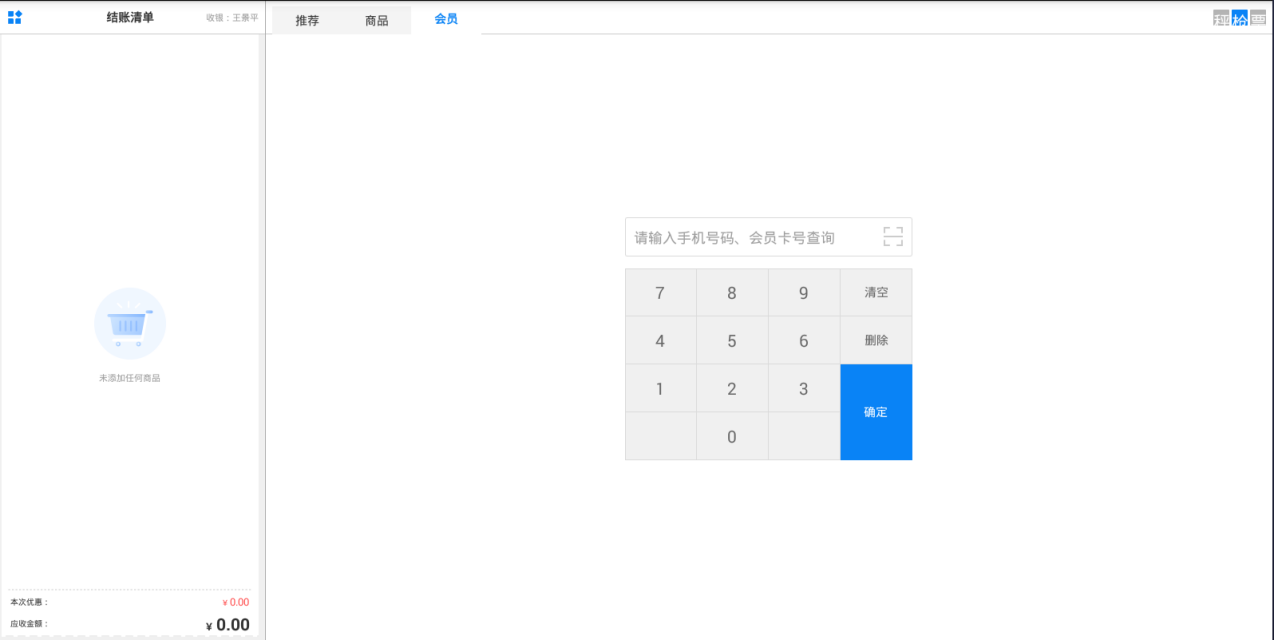 结账清单
收银：王景平
推荐
商品
会员
秤 枪 票
未添加任何商品
本次优惠：
¥ 0.00
应收金额：
¥ 0.00
请输入手机号码、会员卡号查询
7 8 9 清空
4 5 6 删除
1 2 3 确定
0